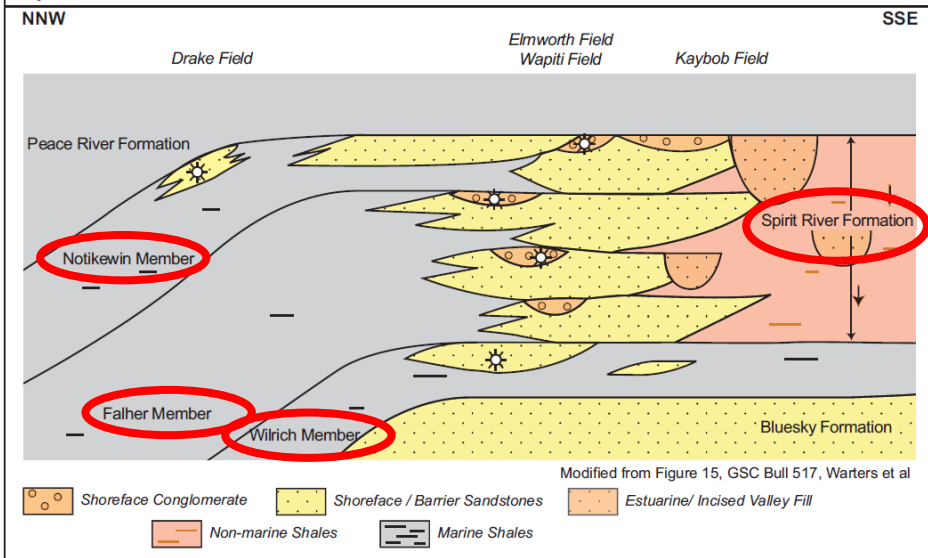 NNW
SSE
Drake Field
Elmworth Field
Wapiti Field
Kaybob Field
Peace River Formation
Spirit River Formation
Notikewin Member
Falher Member
Wilrich Member
Bluesky Formation
Modified from Figure 15, GSC Bull 517, Warters et al
Shoreface Conglomerate
Shoreface / Barrier Sandstones
Estuarine/ Incised Valley Fill
Non-marine Shales
Marine Shales